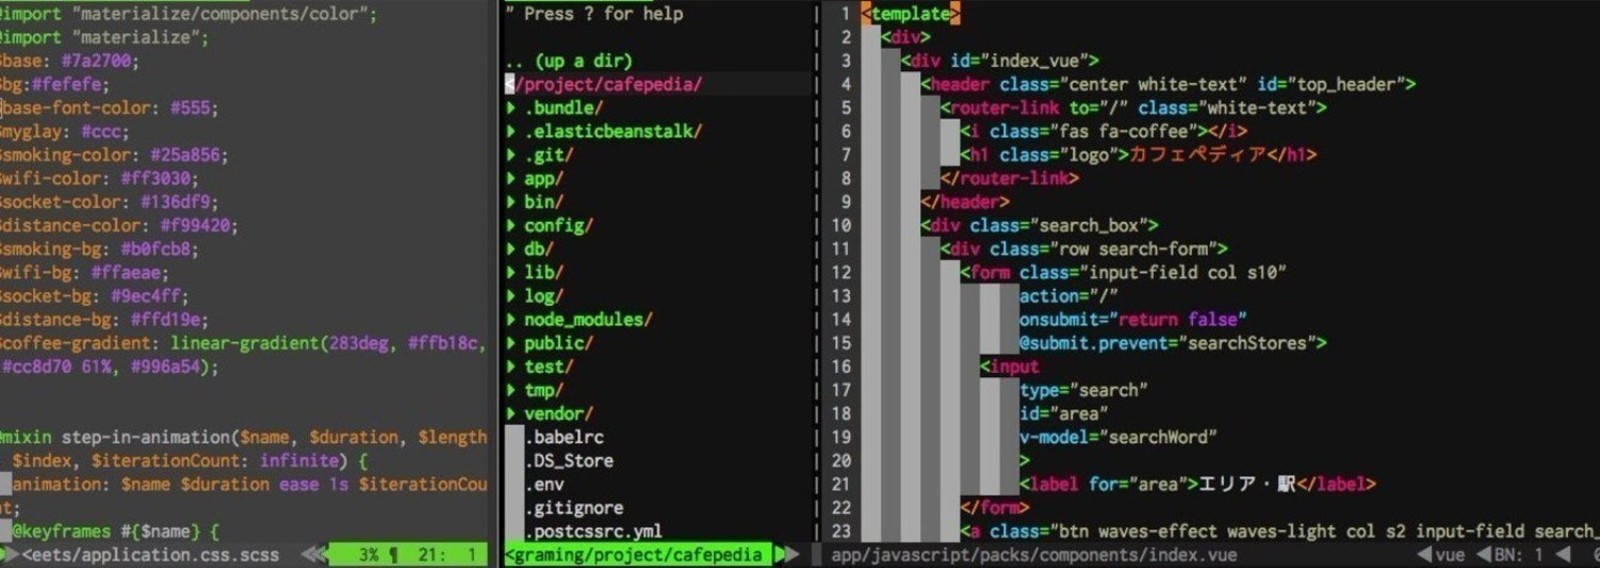 @import "materialize/components/color";
@import "materialize";
$base: #7a2700;
$bg:#fefefe;
base-font-color: #555;
$myglay: #ccc;
$smoking-color: #25a856;
$wifi-color: #ff3030;
$socket-color: #136df9;
$distance-color: #f99420;
$smoking-bg: #b0fcb8;
$wifi-bg: #ffaeae;
$socket-bg: #9ec4ff;
$distance-bg: #ffd19e;
$coffee-gradient: linear-gradient(283deg, #ffb18c,
#cc8d70 61%, #996a54);
@mixin step-in-animation($name, $duration, $length
$index, $iterationCount: infinite) {
animation: $name $duration ease 1s $iterationCou
nt;
@keyframes #{$name} {
<eets/application.css.scss 3% ¶ 21: 1
" Press ? for help
.. (up a dir)
</project/cafepedia/
▸ .bundle/
▸ .elasticbeanstalk/
▸ .git/
▸ app/
▸ bin/
▸ config/
▸ db/
▸ lib/
▸ log/
▸ node_modules/
▸ public/
▸ test/
▸ tmp/
▸ vendor/
.babelrc
.DS_Store
.env
.gitignore
.postcssrc.yml
<graming/project/cafepedia
1 <template>
2 <div>
3 <div id="index_vue">
4 <header class="center white-text" id="top_header">
5 <router-link to="/" class="white-text">
6 <i class="fas fa-coffee"></i>
7 <h1 class="logo">カフェペディア</h1>
8 </router-link>
9 </header>
10 <div class="search_box">
11 <div class="row search-form">
12 <form class="input-field col s10"
13 action="/"
14 onsubmit="return false"
15 @submit.prevent="searchStores">
16 <input
17 type="search"
18 id="area"
19 v-model="searchWord"
20 >
21 <label for="area">エリア・駅</label>
22 </form>
23 <a class="btn waves-effect waves-light col s2 input-field search_
app/javascript/packs/components/index.vue vue BN: 1